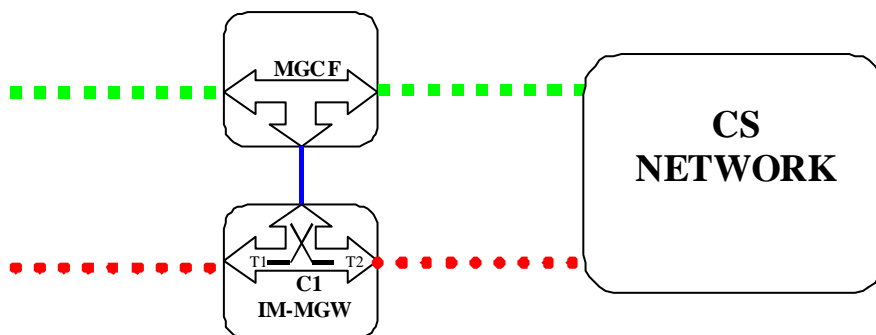 MGCF
CS
NETWORK
T1 T2
C1
IM-MGW